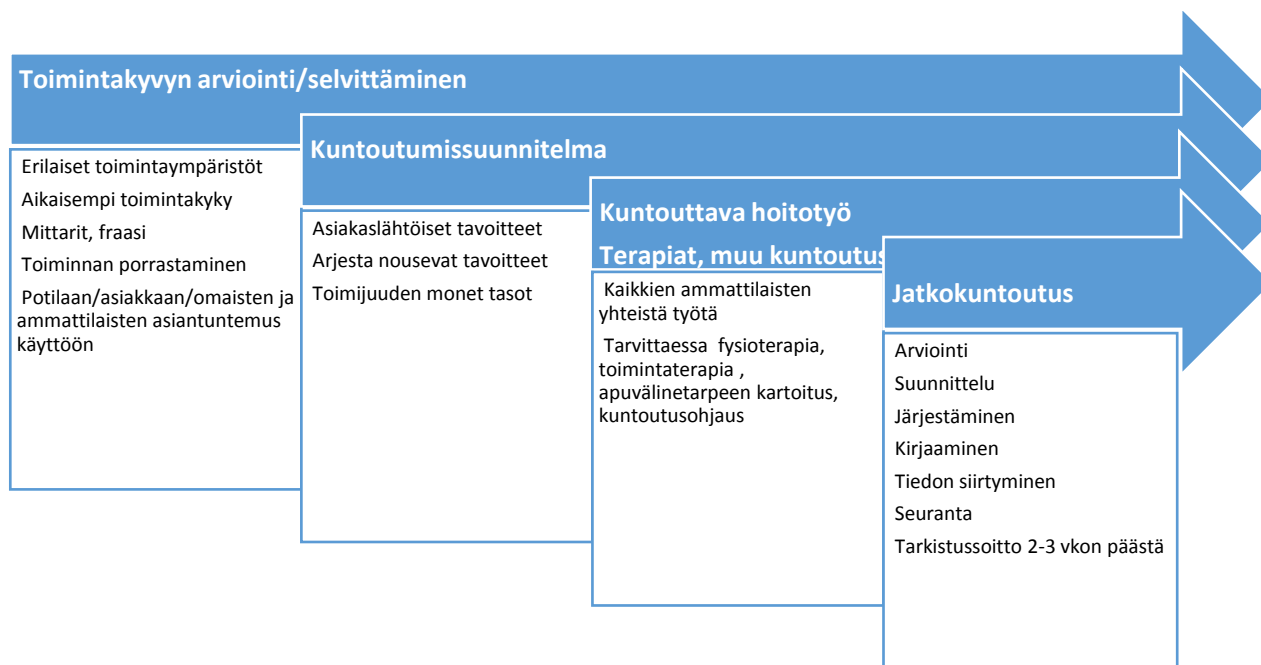 Toimintakyvyn arviointi/selvittäminen
Erilaiset toimintaympäristöt
Aikaisempi toimintakyky
Mittarit, fraasi
Toiminnan porrastaminen
Potilaan/asiakkaan/omaisten ja
ammattilaisten asiantuntemus
käyttöön
Kuntoutumissuunnitelma
Asiakaslähtöiset tavoitteet
Arjesta nousevat tavoitteet
Toimijuuden monet tasot
Kuntouttava hoitotyö
Terapiat, muu kuntoutus
Kaikkien ammattilaisten
yhteistä työtä
Tarvittaessa fysioterapia,
toimintaterapia ,
apuvälinetarpeen kartoitus,
kuntoutusohjaus
Jatkokuntoutus
Arviointi
Suunnittelu
Järjestäminen
Kirjaaminen
Tiedon siirtyminen
Seuranta
Tarkistussoitto 2-3 vkon päästä